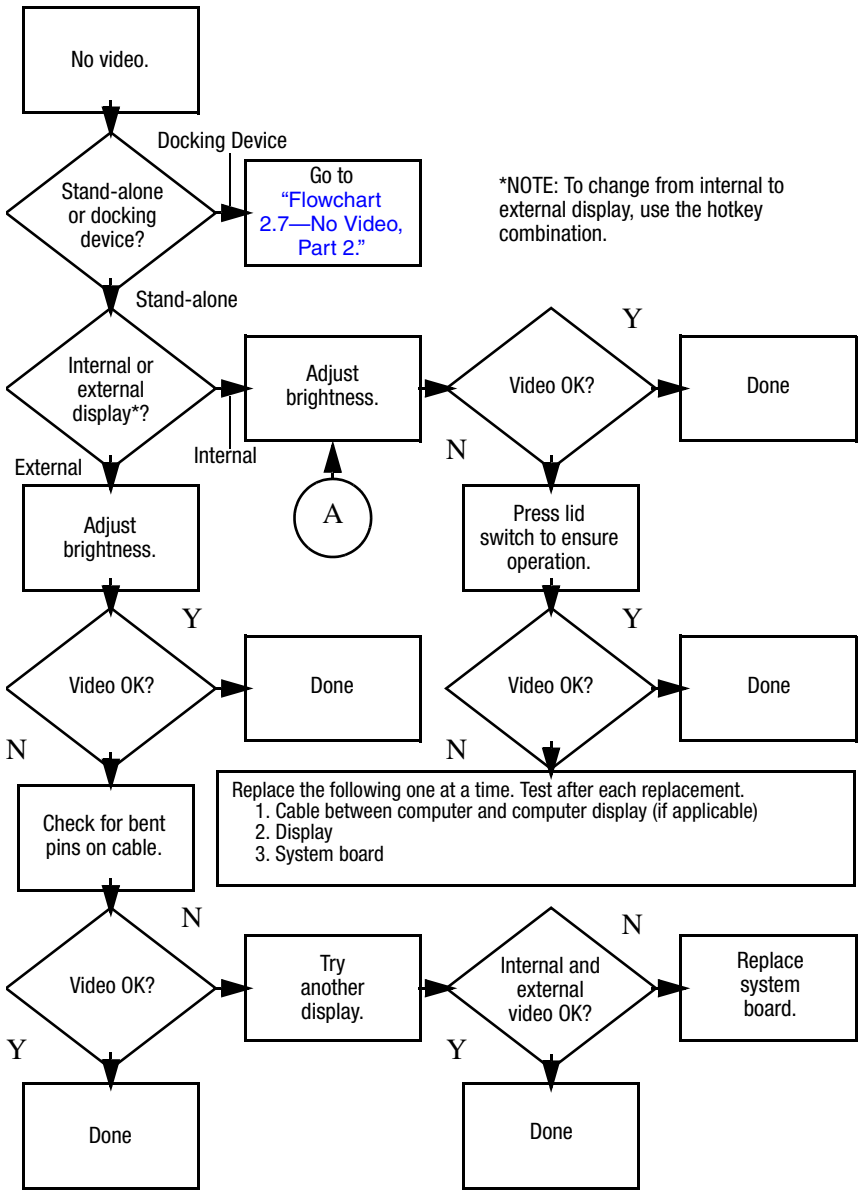 No video.
Docking Device
Stand-alone
or docking
device?
Go to
“Flowchart
2.7—No Video,
Part 2.”
*NOTE: To change from internal to
external display, use the hotkey
combination.
Stand-alone
Internal or
external
display*?
Internal
External
Adjust
brightness.
A
Video OK?
Y
Done
N
Press lid
switch to ensure
operation.
Adjust
brightness.
Video OK?
Y
Done
N
Video OK?
Y
Done
N
Replace the following one at a time. Test after each replacement.
1. Cable between computer and computer display (if applicable)
2. Display
3. System board
Check for bent
pins on cable.
Video OK?
N
Try
another
display.
Internal and
external
video OK?
N
Replace
system
board.
Y
Done
Y
Done